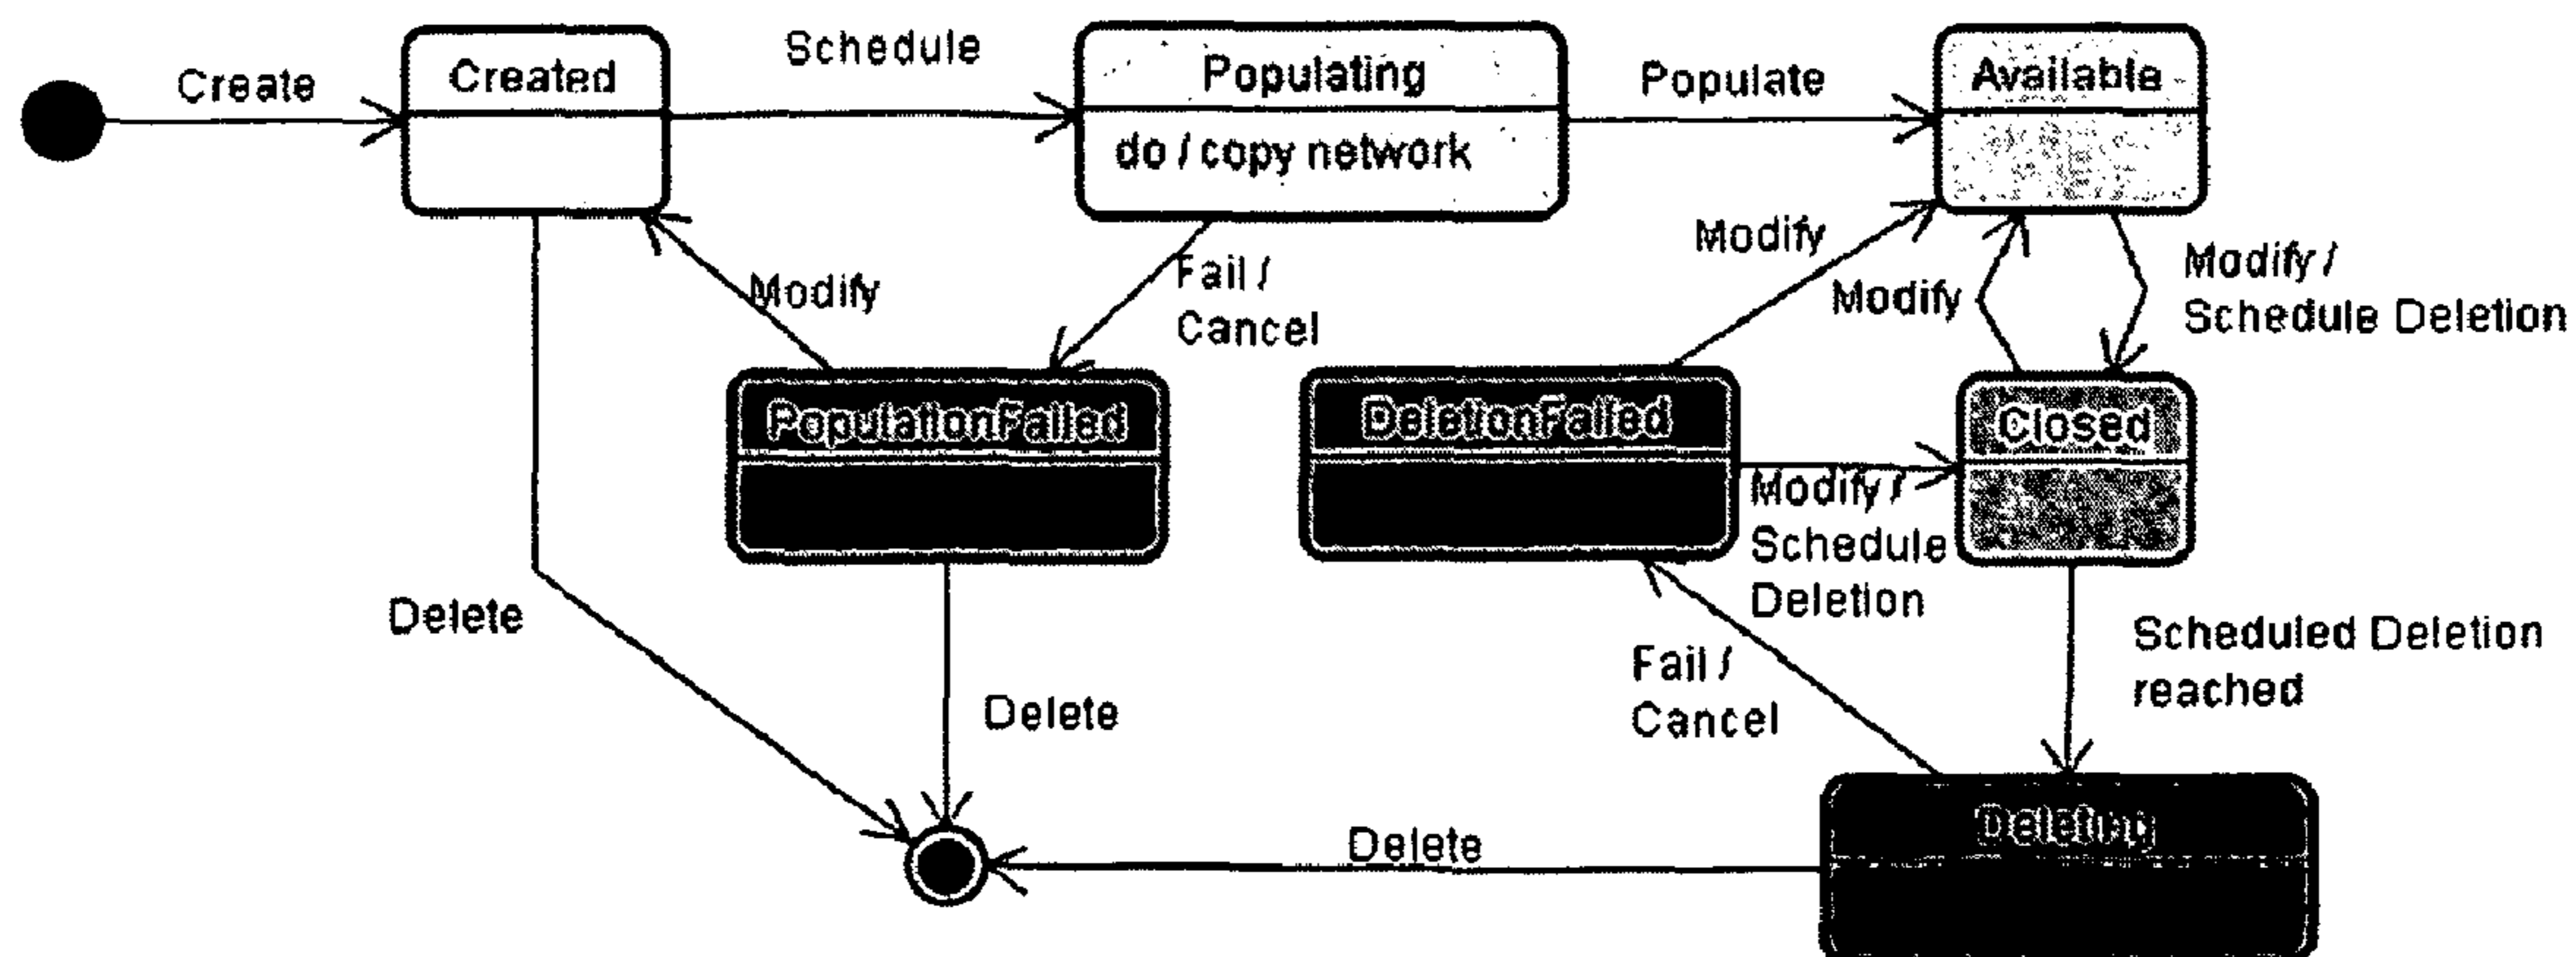 Create
Created
Schedule
Populating
do / copy network
Populate
Available
Modify
Fail /
Cancel
Modify
Modify
Modify /
Schedule Deletion
PopulationFailed
DeletionFailed
Closed
Modify /
Schedule
Deletion
Delete
Delete
Fail /
Cancel
Scheduled Deletion
reached
Delete
Deleting